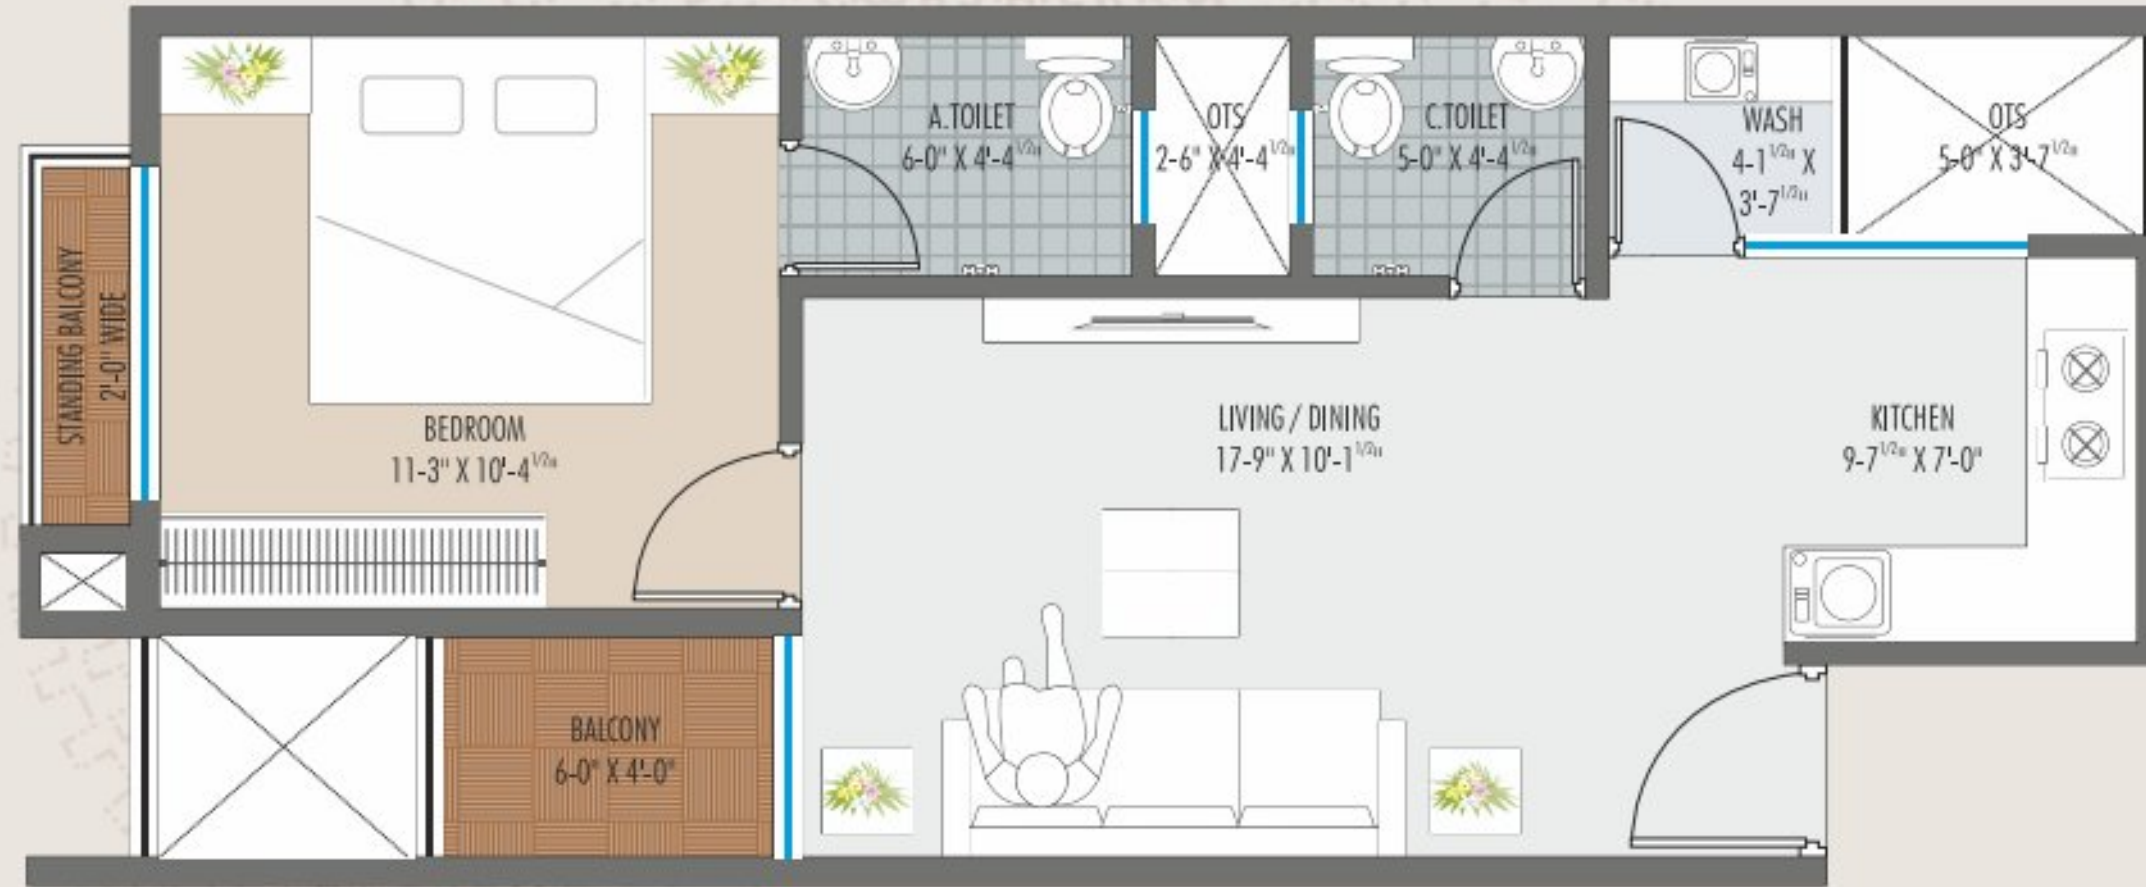 A.TOILET
6-0" X 4'-4 1/2"
OTS
2-6" X 4'-4 1/2"
C.TOILET
5-0" X 4'-4 1/2"
WASH
4-1 1/2" X
3'-7 1/2"
OTS
5-0" X 3'-7 1/2"
STANDING BALCONY
2'-0" WIDE
BEDROOM
11-3" X 10'-4 1/2"
LIVING / DINING
17-9" X 10'-1 1/2"
KITCHEN
9-7 1/2" X 7'-0"
BALCONY
6-0" X 4'-0"